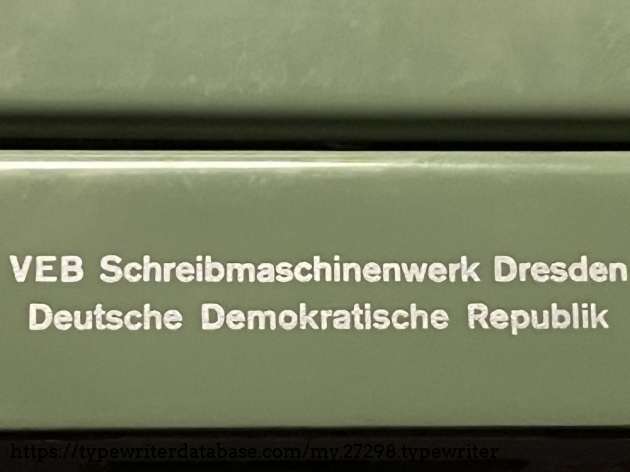 VEB Schreibmaschinenwerk Dresden
Deutsche Demokratische Republik
https://typewriterdatabase.com/my.27298.typewriter